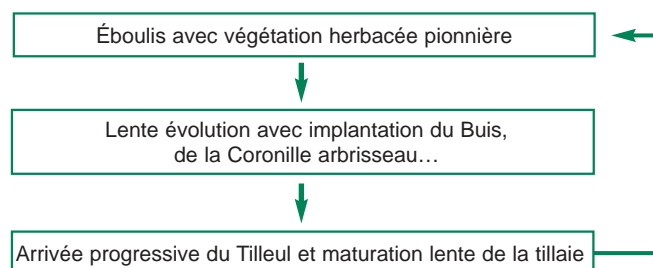 Éboulis avec végétation herbacée pionnière
Lente évolution avec implantation du Buis,
de la Coronille arbrisseau…
Arrivée progressive du Tilleul et maturation lente de la tillaie